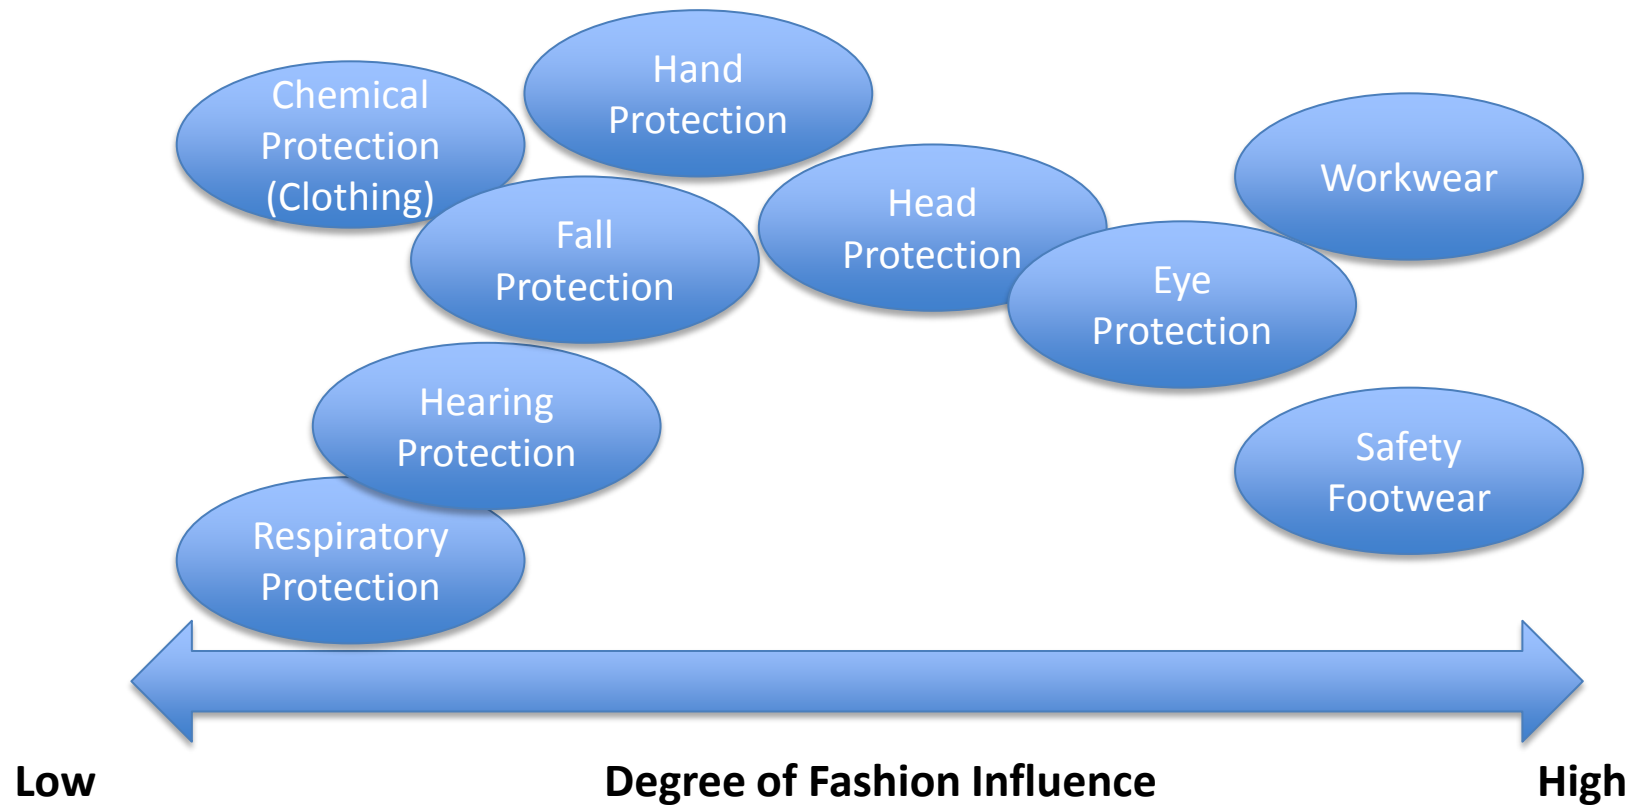 Chemical
Protection
(Clothing)
Hand
Protection
Fall
Protection
Head
Protection
Eye
Protection
Workwear
Hearing
Protection
Safety
Footwear
Respiratory
Protection
Low
Degree of Fashion Influence
High